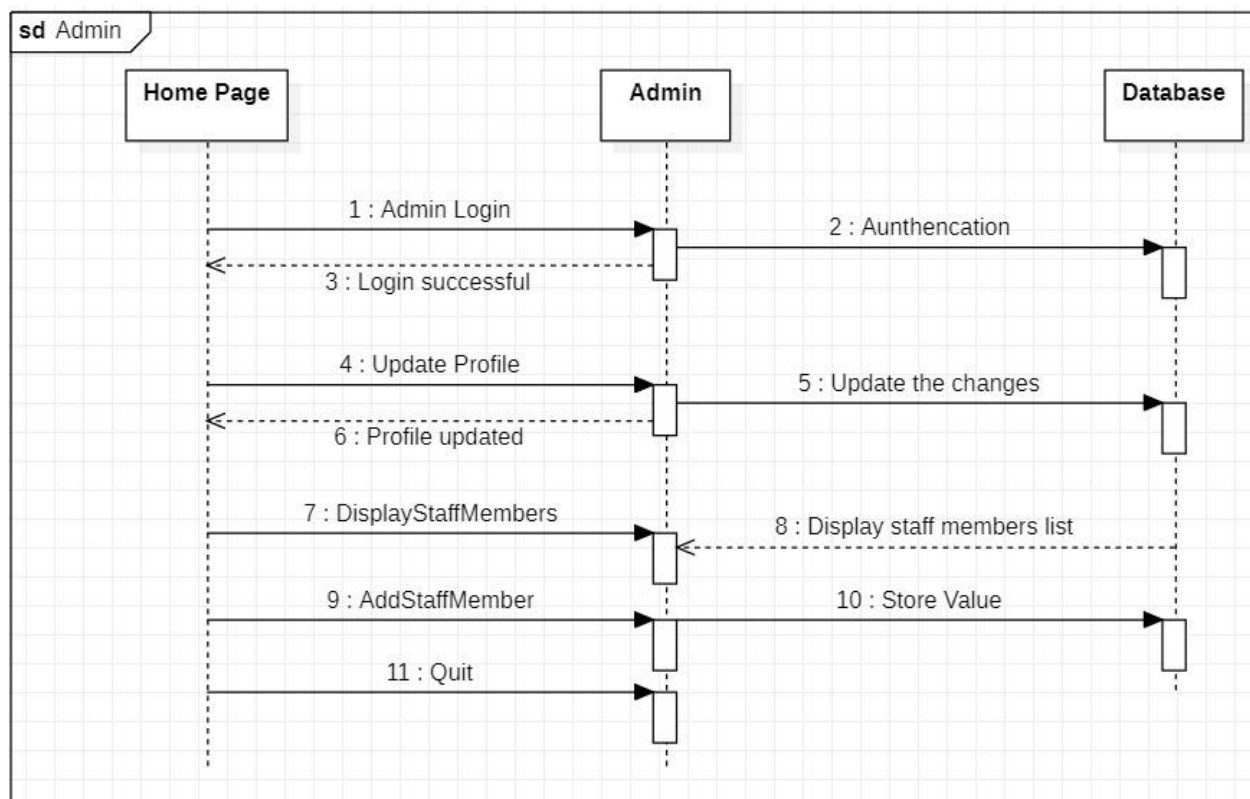 sd Admin
Home Page
Admin
Database
1 : Admin Login
2 : Aunthencation
3 : Login successful
4 : Update Profile
5 : Update the changes
6 : Profile updated
7 : DisplayStaffMembers
8 : Display staff members list
9 : AddStaffMember
10 : Store Value
11 : Quit